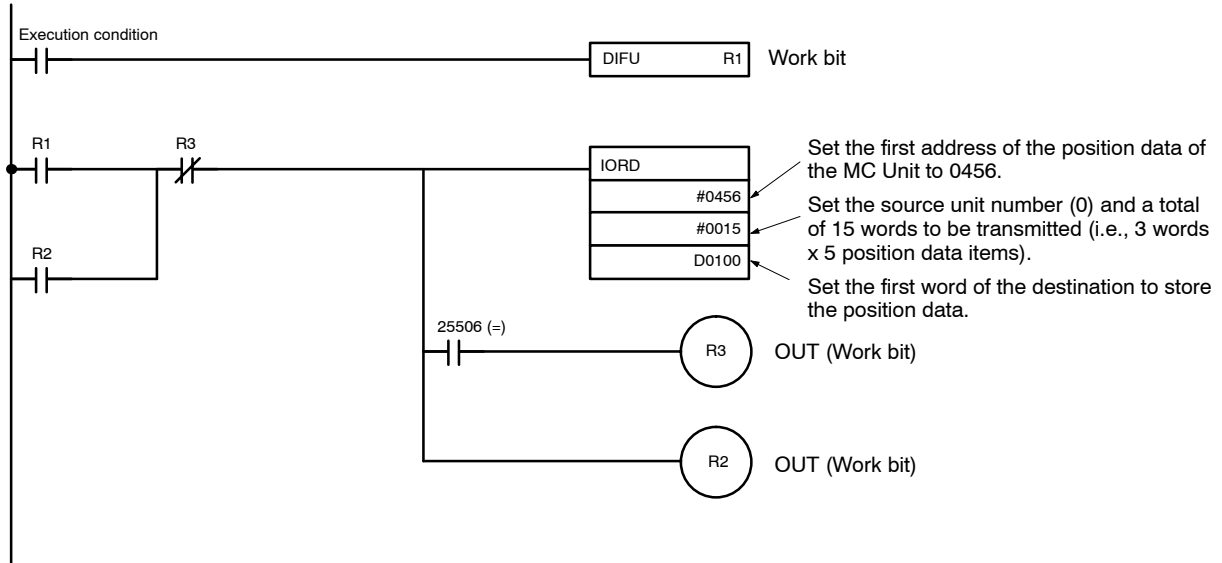 Execution condition
DIFU R1 Work bit
R1
R3
R2
IORD
#0456
#0015
D0100
Set the first address of the position data of
the MC Unit to 0456.
Set the source unit number (0) and a total
of 15 words to be transmitted (i.e., 3 words
x 5 position data items).
Set the first word of the destination to store
the position data.
25506 (=)
R3 OUT (Work bit)
R2 OUT (Work bit)